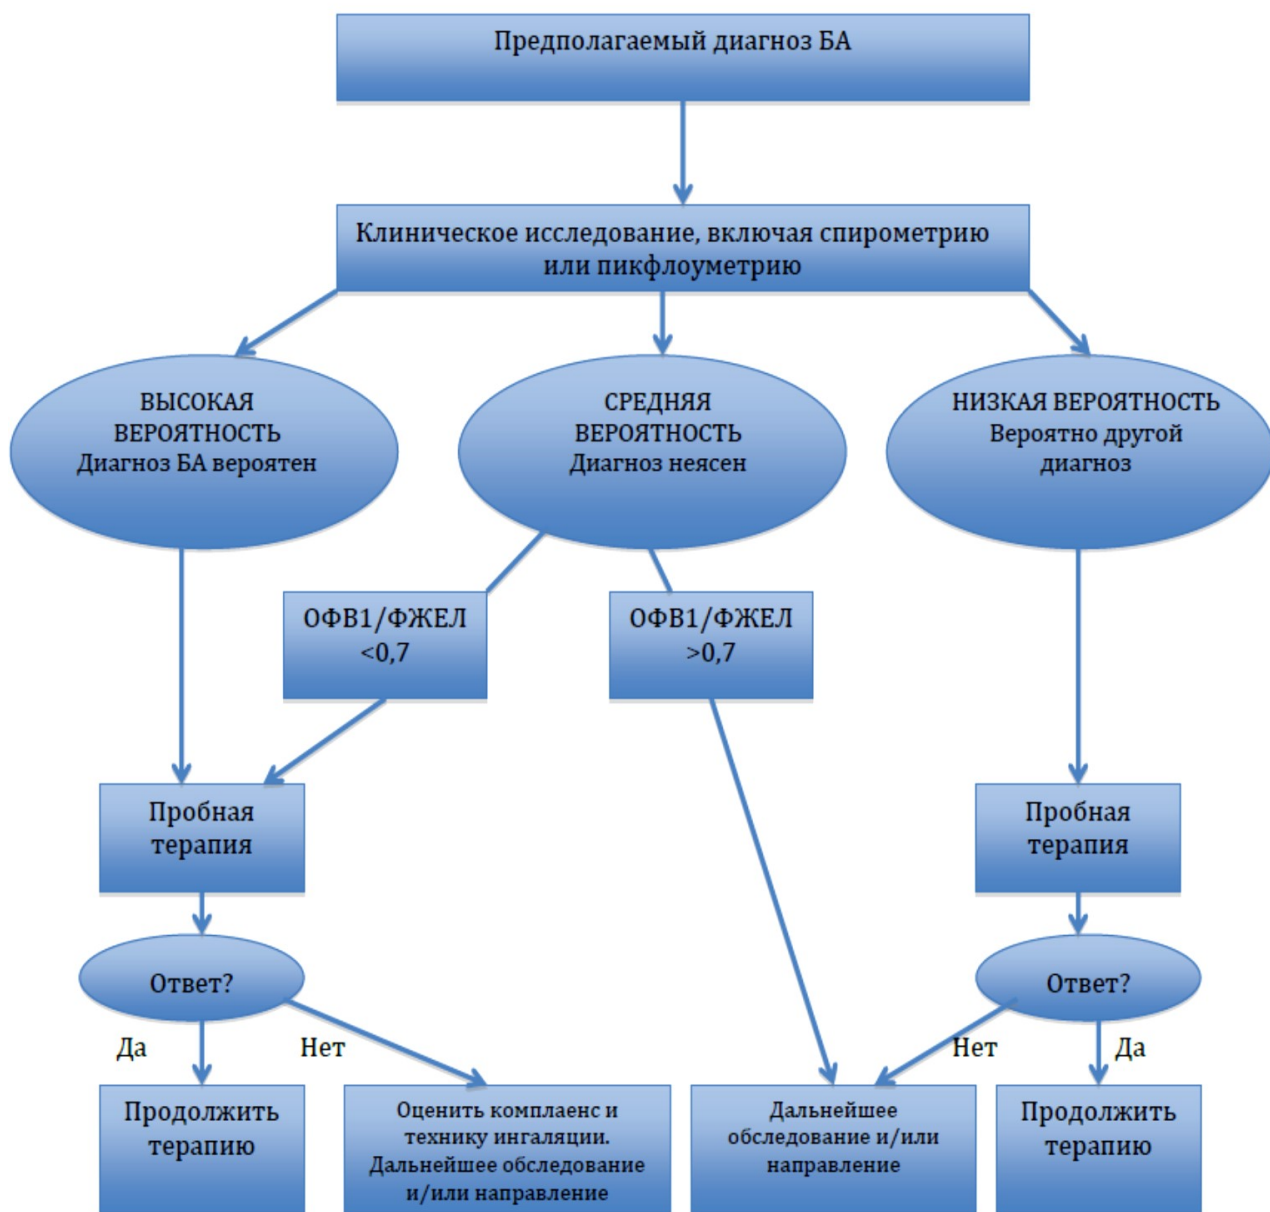 Предполагаемый диагноз БА
Клиническое исследование, включая спирометрию
или пикфлоуметрию
ВЫСОКАЯ
ВЕРОЯТНОСТЬ
Диагноз БА вероятен
СРЕДНЯЯ
ВЕРОЯТНОСТЬ
Диагноз неясен
НИЗКАЯ ВЕРОЯТНОСТЬ
Вероятно другой
диагноз
ОФВ1/ФЖЕЛ
<0,7
ОФВ1/ФЖЕЛ
>0,7
Пробная
терапия
Пробная
терапия
Ответ?
Ответ?
Да
Нет
Нет
Да
Продолжить
терапию
Оценить комплаенс и
технику ингаляции.
Дальнейшее обследование
и/или направление
Дальнейшее
обследование и/или
направление
Продолжить
терапию